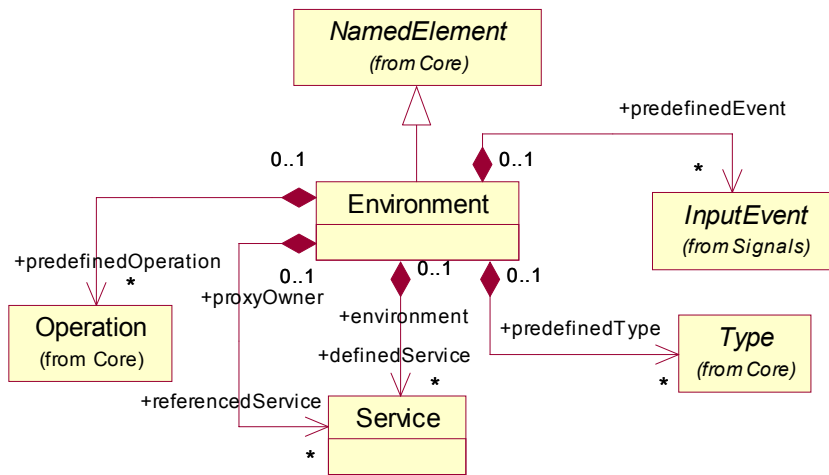 NamedElement
(from Core)
+predefinedEvent
0..1
0..1
*
Environment
InputEvent
(from Signals)
+predefinedOperation
*
0..1
+proxyOwner
0..1
0..1
+environment
+predefinedType
Operation
(from Core)
Type
(from Core)
+definedService
*
*
+referencedService
*
Service